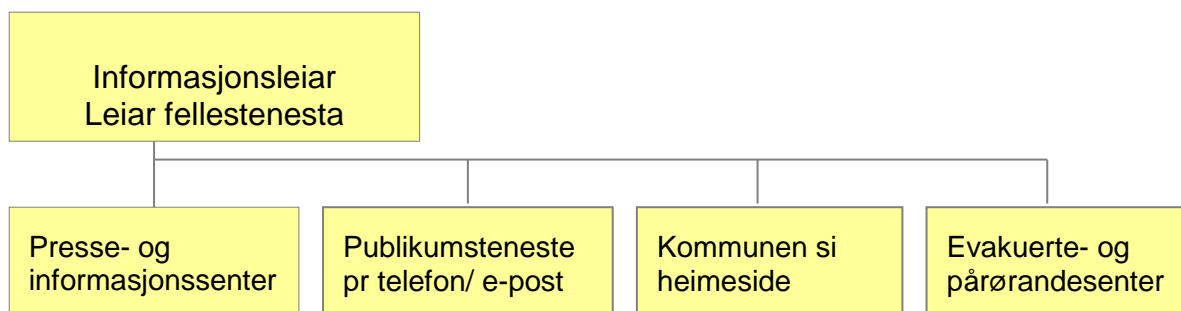 Informasjonsleiar
Leiar fellestenesta
Presse- og
informasjonssenter
Publikumsteneste
pr telefon/ e-post
Kommunen si
heimeside
Evakuerte- og
pårørandesenter